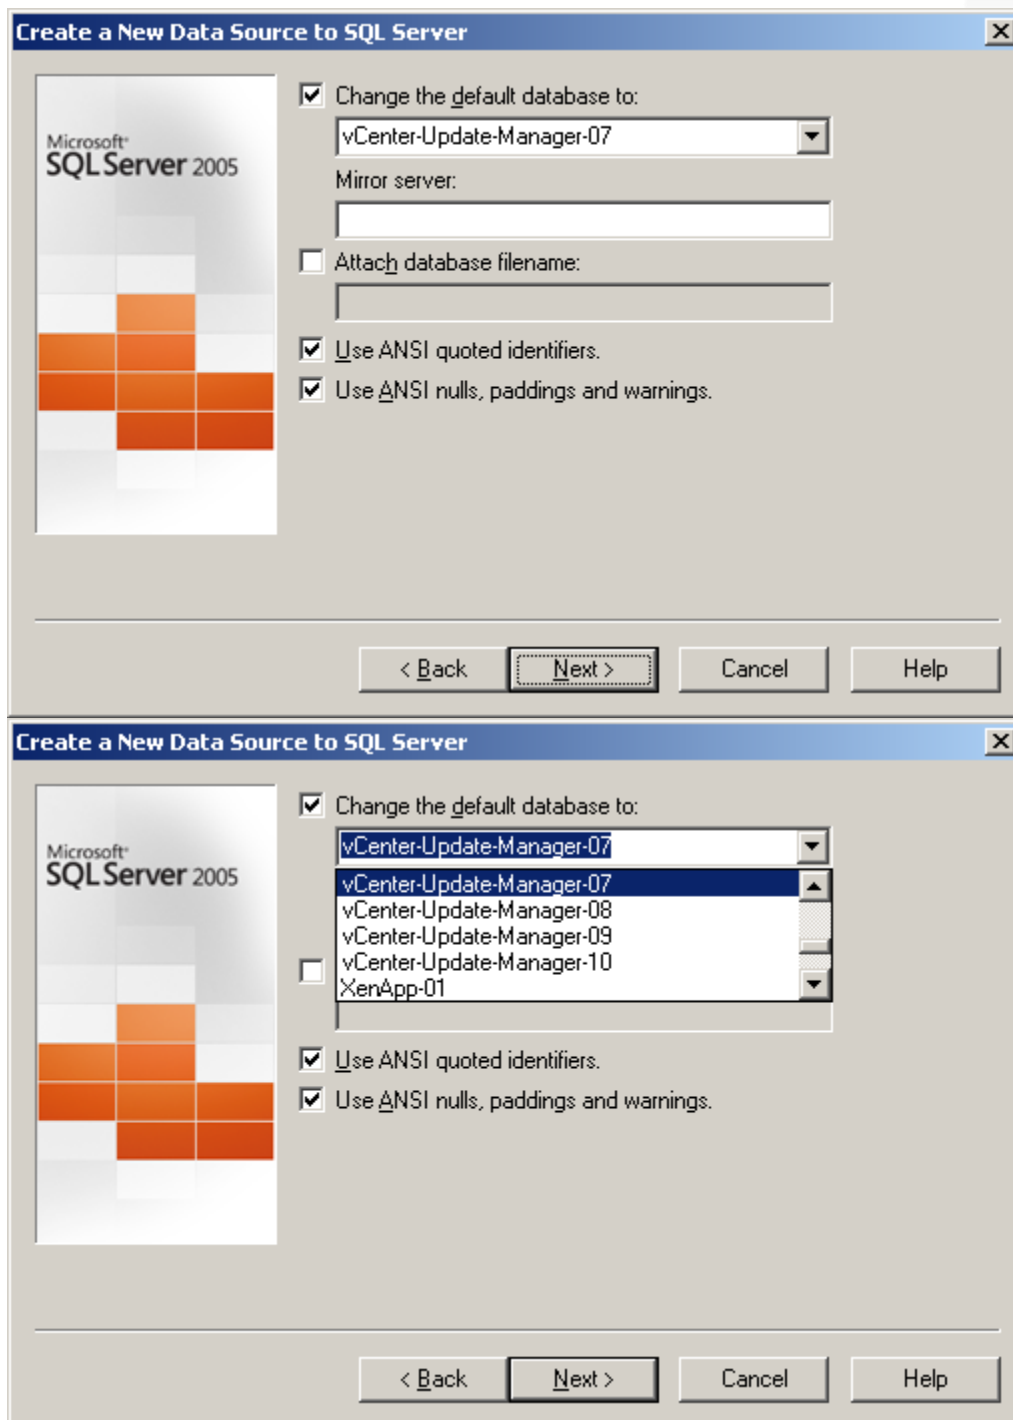 Create a New Data Source to SQL Server
Microsoft
SQL Server 2005
Change the default database to:
vCenter-Update-Manager-07
Mirror server:
Attach database filename:
Use ANSI quoted identifiers.
Use ANSI nulls, paddings and warnings.
< Back Next > Cancel Help
Create a New Data Source to SQL Server
Microsoft
SQL Server 2005
Change the default database to:
vCenter-Update-Manager-07
vCenter-Update-Manager-07
vCenter-Update-Manager-08
vCenter-Update-Manager-09
vCenter-Update-Manager-10
XenApp-01
Use ANSI quoted identifiers.
Use ANSI nulls, paddings and warnings.
< Back Next > Cancel Help